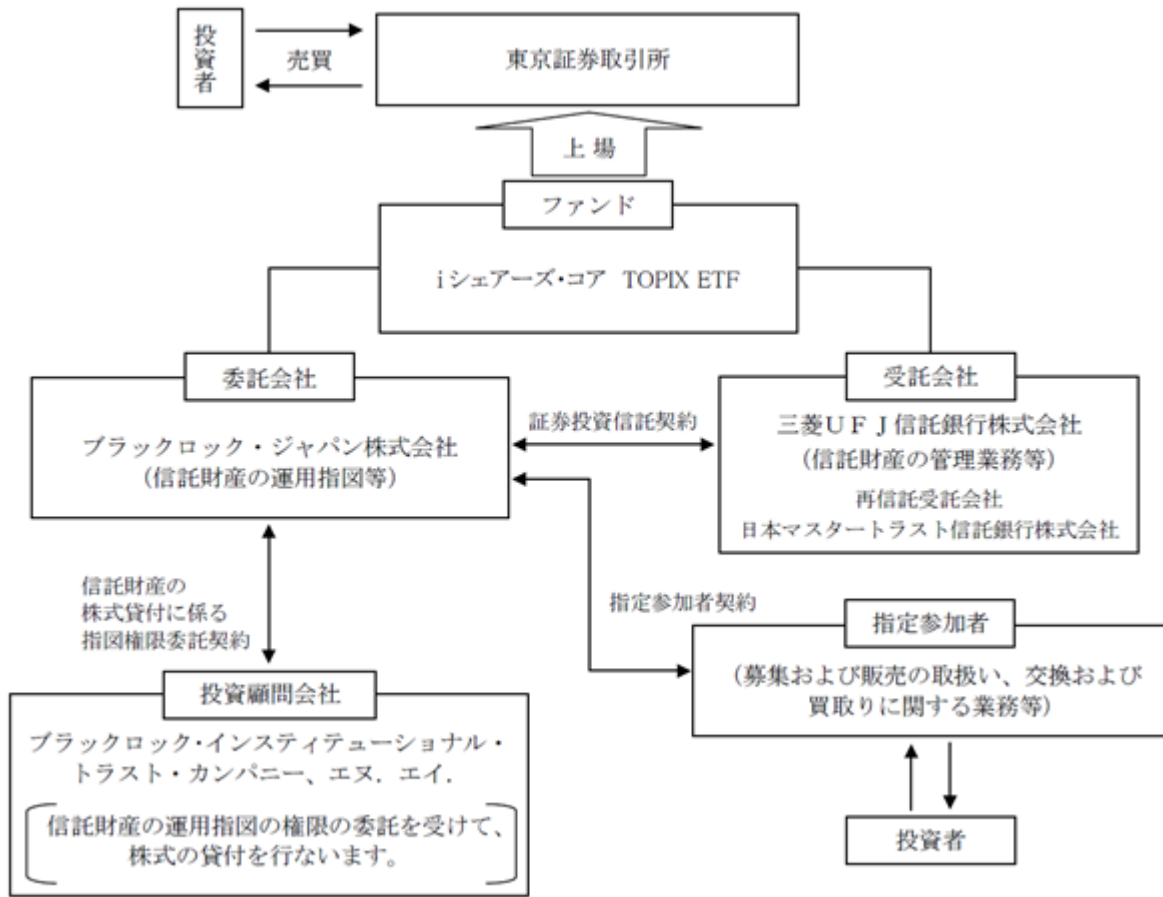 投資者
売買
東京証券取引所
上 場
ファンド
iシェアーズ・コア TOPIX ETF
委託会社
ブラックロック・ジャパン株式会社
(信託財産の運用指図等)
証券投資信託契約
受託会社
三菱UFJ信託銀行株式会社
(信託財産の管理業務等)
再信託受託会社
日本マスタートラスト信託銀行株式会社
信託財産の
株式貸付に係る
指図権限委託契約
指定参加者契約
指定参加者
(募集および販売の取扱い、交換および
買取りに関する業務等)
投資顧問会社
ブラックロック・インスティテューショナル・
トラスト・カンパニー、エヌ.エイ.
信託財産の運用指図の権限の委託を受けて、
株式の貸付を行ないます。
投資者